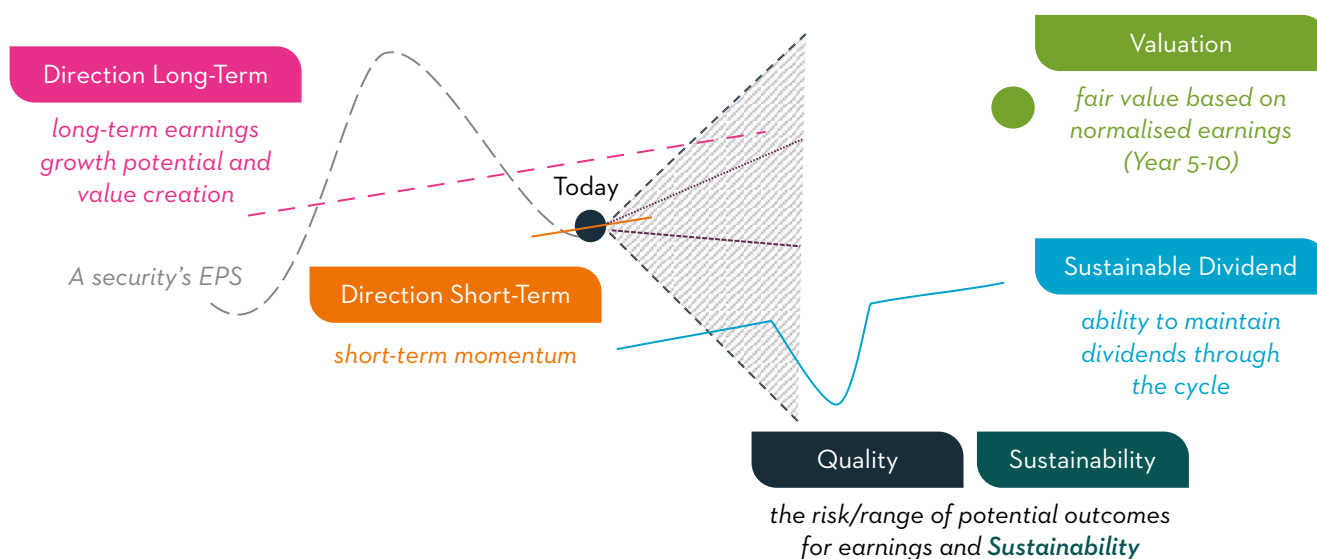 Direction Long-Term
long-term earnings
growth potential and
value creation
A security's EPS
Today
Direction Short-Term
short-term momentum
Valuation
fair value based on
normalised earnings
(Year 5-10)
Sustainable Dividend
ability to maintain
dividends through
the cycle
Quality
Sustainability
the risk/range of potential outcomes
for earnings and Sustainability